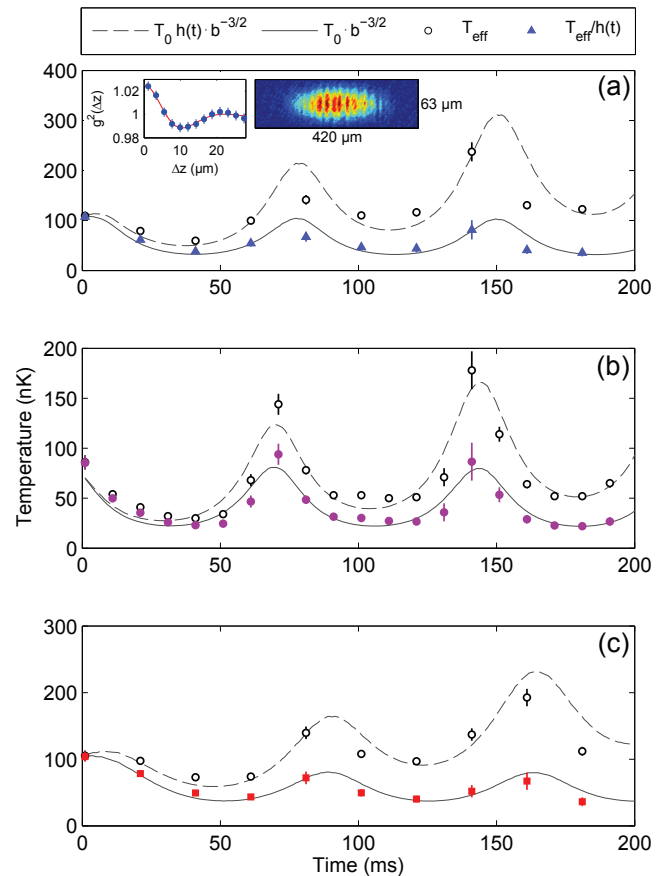 T₀ h(t) · b⁻³/² T₀ · b⁻³/² T_eff T_eff/h(t)
400
300
200
100
0
(a)
1.02
1
0.98
g²(Δz)
0 10 20
Δz (μm)
63 μm
420 μm
0 50 100 150 200
200
150
100
50
0
(b)
Temperature (nK)
0 50 100 150 200
300
200
100
0
(c)
0 50 100 150 200
Time (ms)